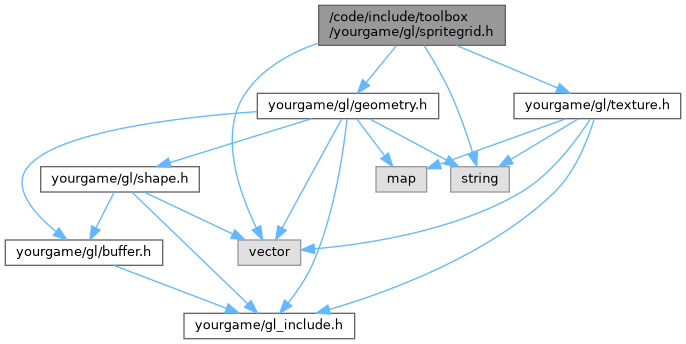 /code/include/toolbox
/yourgame/gl/spritegrid.h
yourgame/gl/geometry.h
yourgame/gl/texture.h
yourgame/gl/shape.h
map
string
yourgame/gl/buffer.h
vector
yourgame/gl_include.h